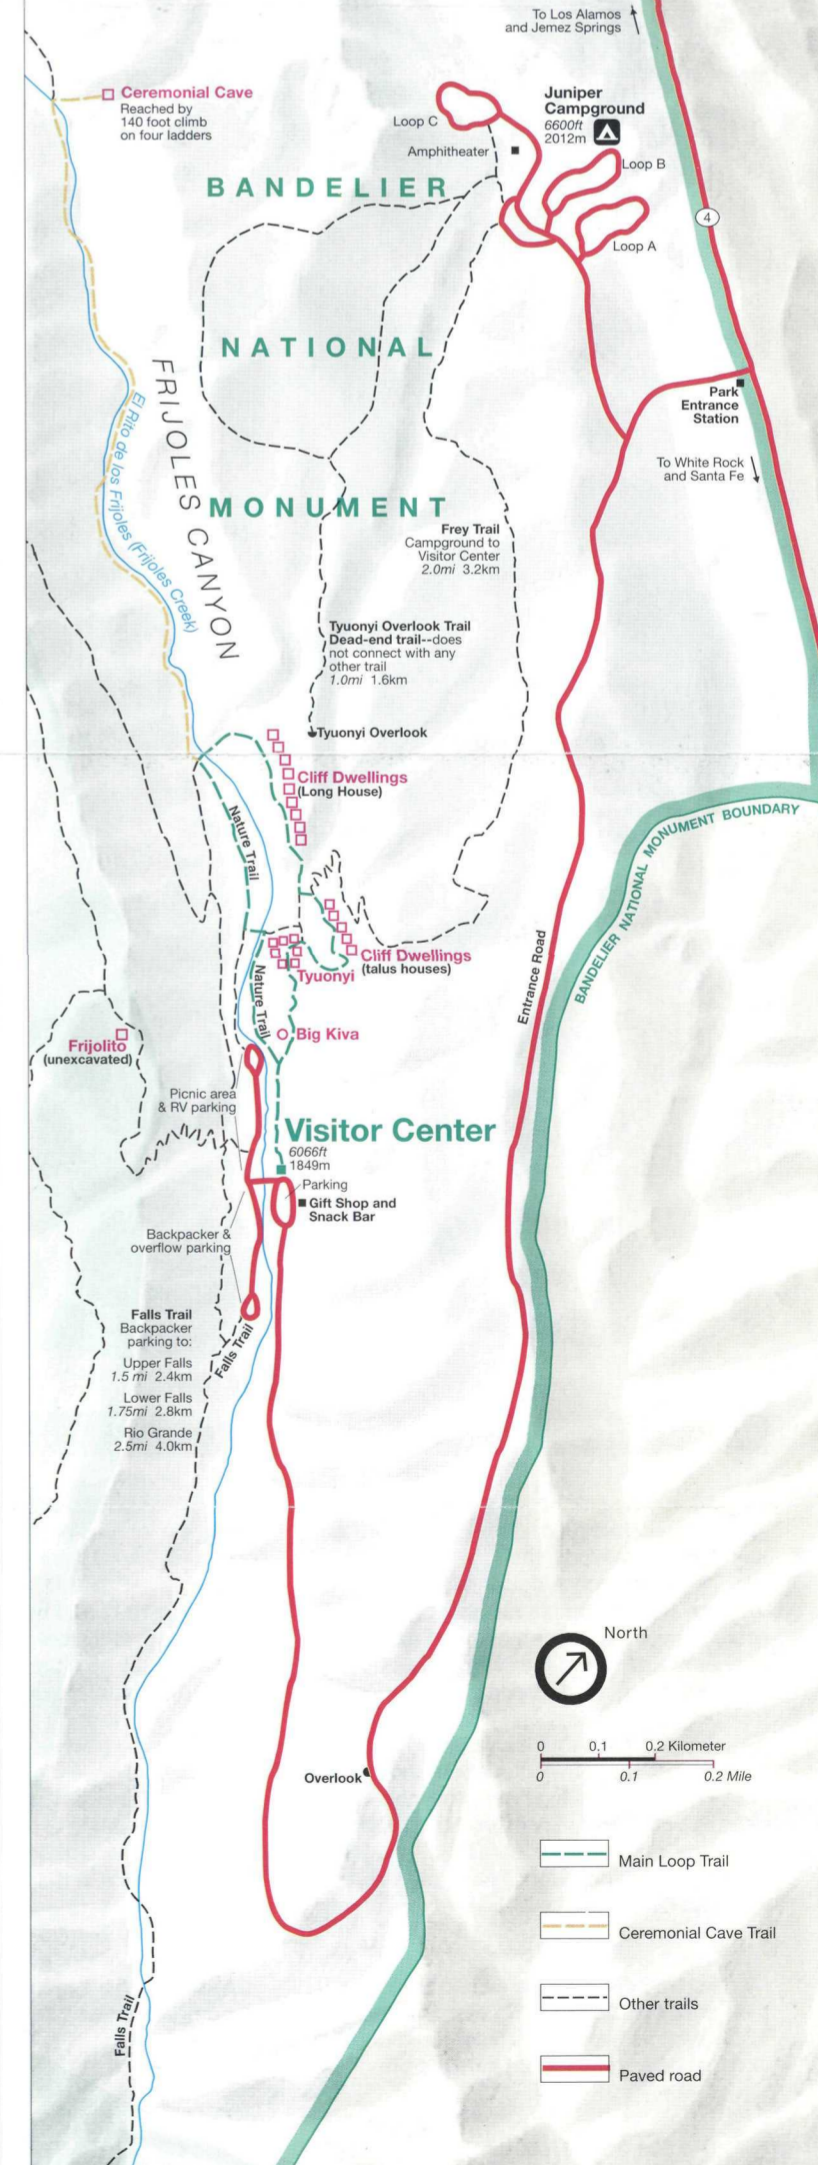 To Los Alamos
and Jemez Springs
Ceremonial Cave
Reached by
140 foot climb
on four ladders
Juniper
Campground
6600ft
2012m
Loop C
Amphitheater
Loop B
Loop A
BANDELIER
4
NATIONAL
Park
Entrance
Station
To White Rock
and Santa Fe
FRIJOLES CANYON
El Rito de los Frijoles (Frijoles Creek)
MONUMENT
Frey Trail
Campground to
Visitor Center
2.0mi 3.2km
Tyuonyi Overlook Trail
Dead-end trail--does
not connect with any
other trail
1.0mi 1.6km
Tyuonyi Overlook
Cliff Dwellings
(Long House)
Nature Trail
BANDELIER NATIONAL MONUMENT BOUNDARY
Cliff Dwellings
(talus houses)
Tyuonyi
Nature Trail
Entrance Road
Big Kiva
Frijolito
(unexcavated)
Picnic area
& RV parking
Visitor Center
6066ft
1849m
Parking
Gift Shop and
Snack Bar
Backpacker &
overflow parking
Falls Trail
Backpacker
parking to:
Upper Falls
1.5 mi 2.4km
Lower Falls
1.75mi 2.8km
Rio Grande
2.5mi 4.0km
Falls Trail
North
0 0.1 0.2 Kilometer
0 0.1 0.2 Mile
Overlook
Main Loop Trail
Ceremonial Cave Trail
Other trails
Falls Trail
Paved road